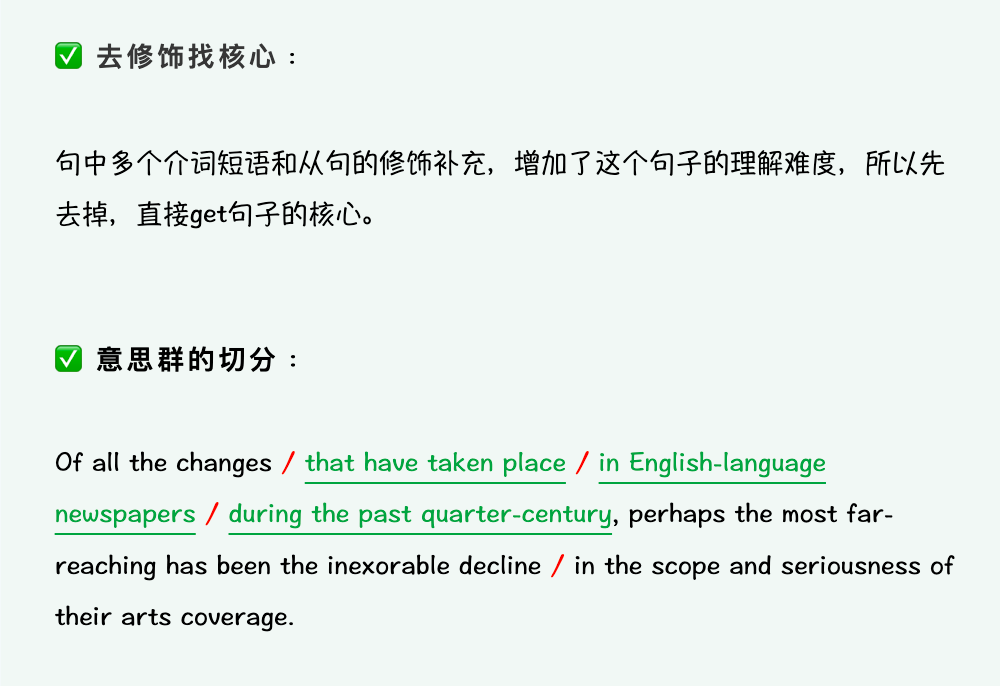 ✅ 去修饰找核心：
句中多个介词短语和从句的修饰补充，增加了这个句子的理解难度，所以先
去掉，直接get句子的核心。
✅ 意思群的切分：
Of all the changes / that have taken place / in English-language
newspapers / during the past quarter-century, perhaps the most far-
reaching has been the inexorable decline / in the scope and seriousness of
their arts coverage.